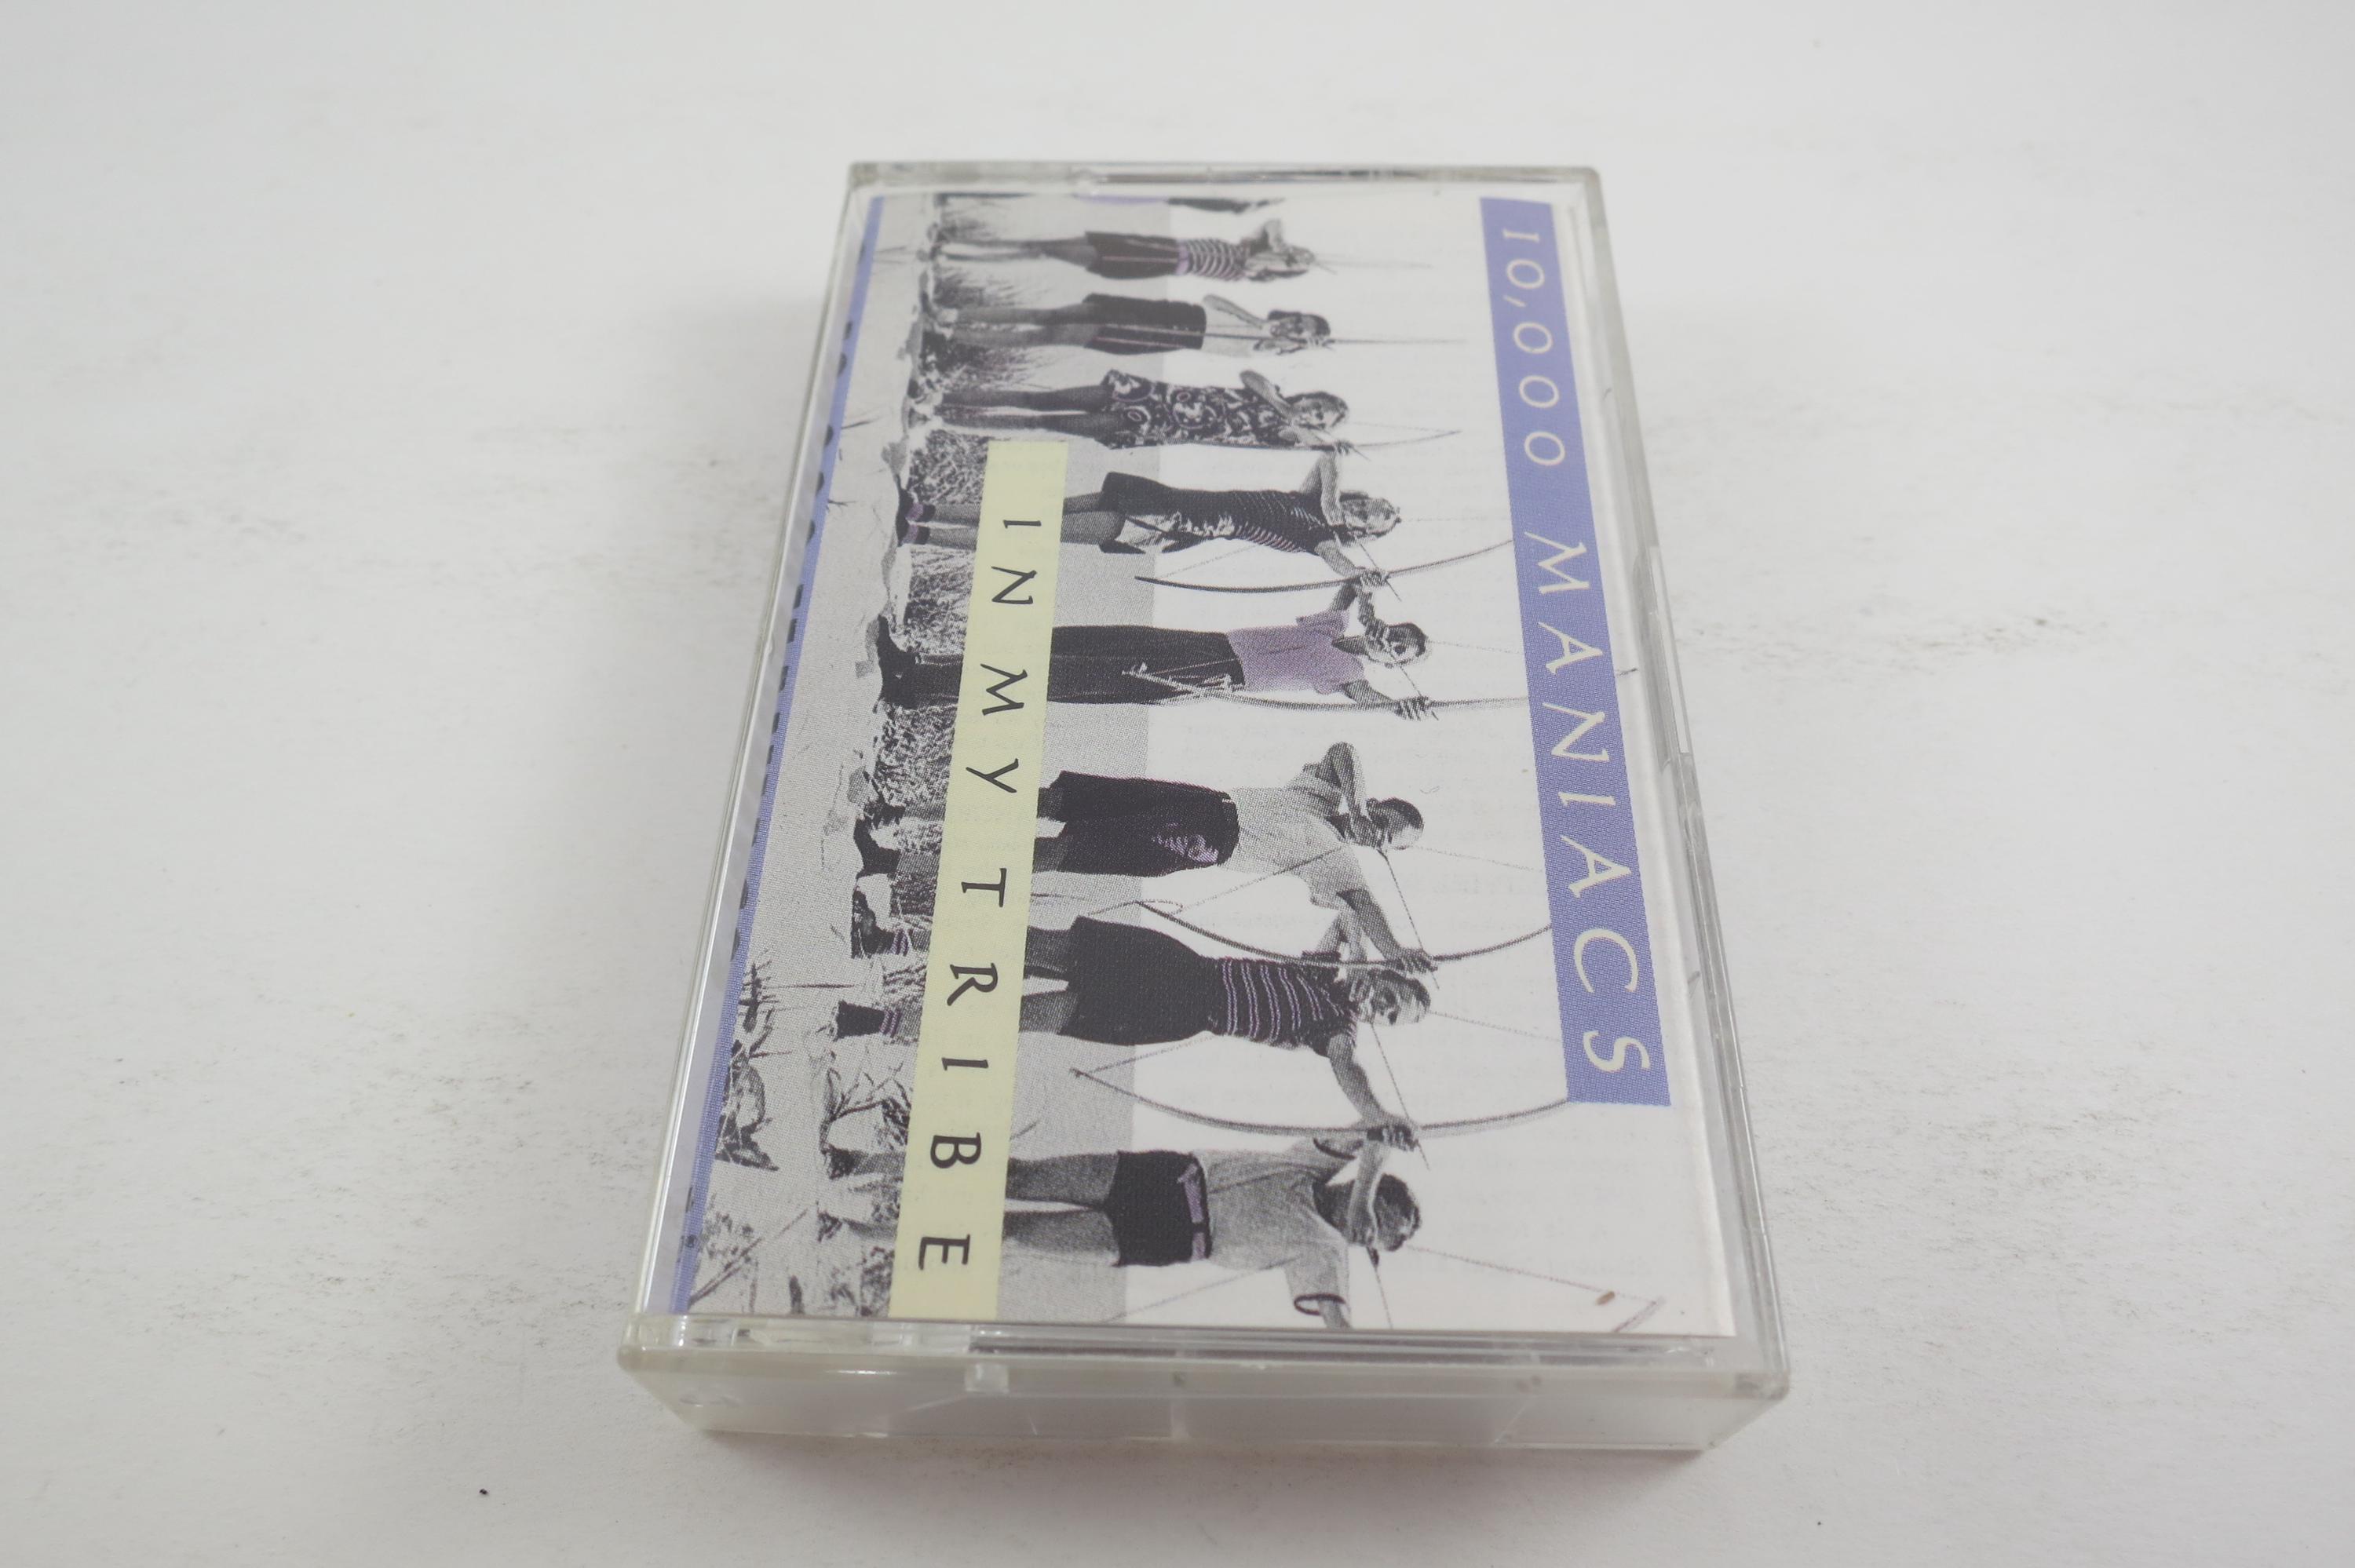 10,000 MANIACS
IN MY TRIBE